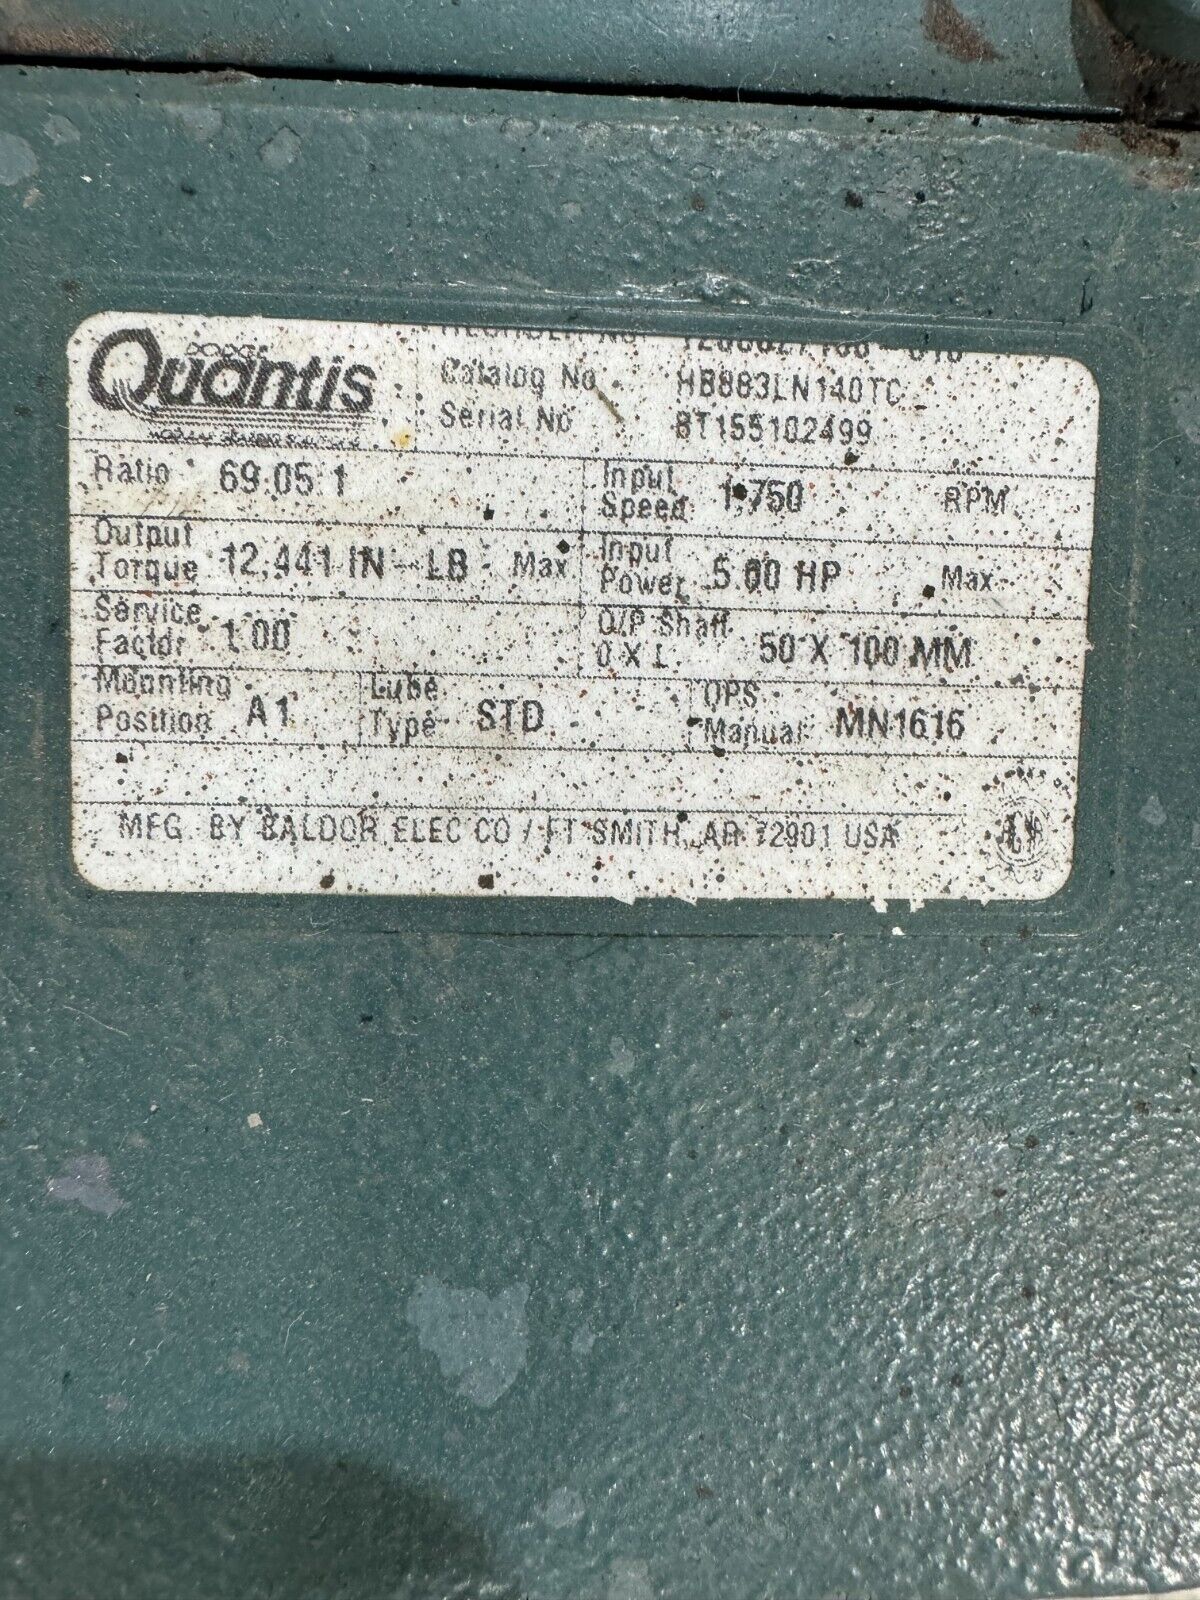 DODGE
Quantis
Catalog No HB883LN140TC
Serial No BT155102499
Ratio 69.05:1
Input Speed 1,750 RPM
Output Torque 12,441 IN-LB Max
Input Power 5.00 HP Max
Service Factor 1.00
O/P Shaft 50 X 100 MM
Mounting Position A1
Lube Type STD
OPS Manual MN1616
MFG. BY BALDOR ELEC CO / FT SMITH, AR 72901 USA